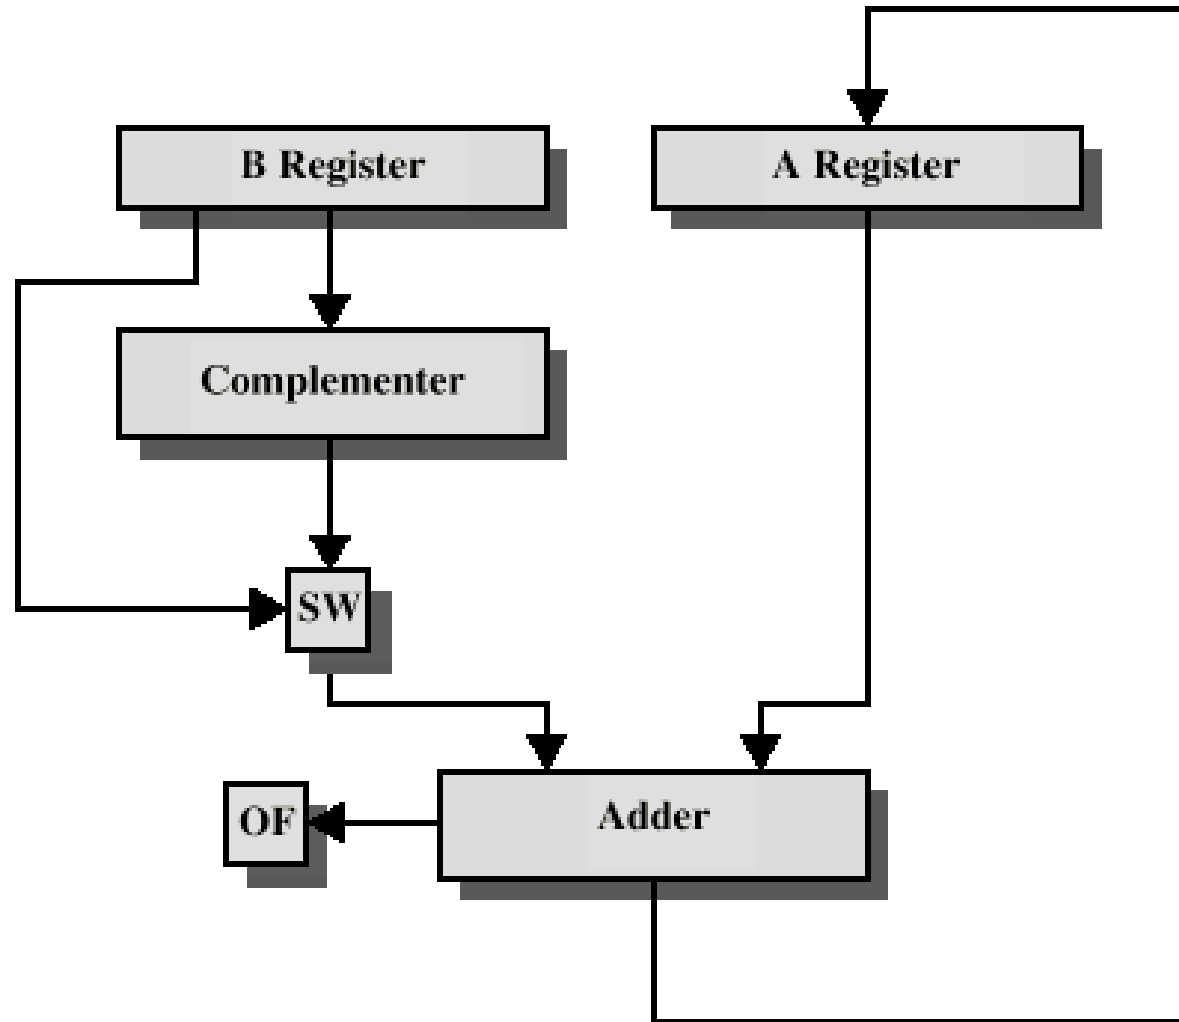 B Register
A Register
Complementer
SW
OF
Adder